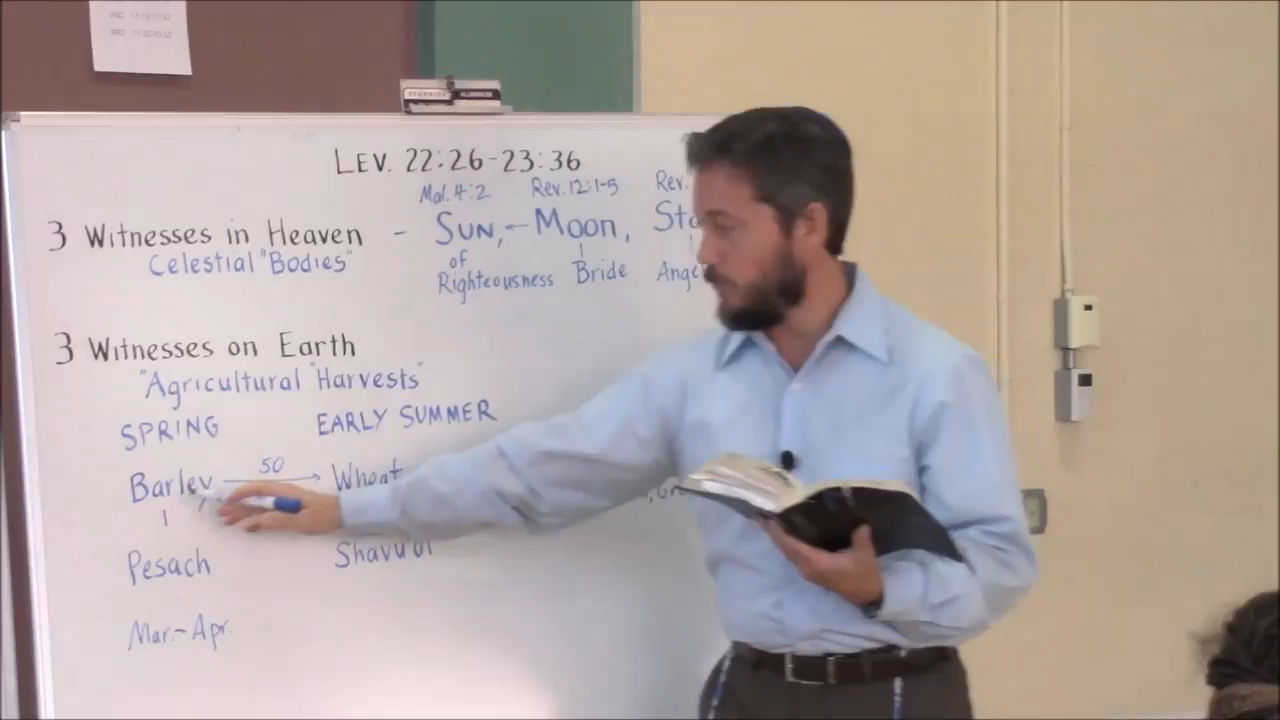 LEV. 22:26-23:36
Mal. 4:2 Rev. 12:1-5 Rev.
3 Witnesses in Heaven - SUN, ← Moon,
Celestial "Bodies" of Righteousness Bride
3 Witnesses on Earth
"Agricultural "Harvests"
SPRING EARLY SUMMER
Barley 50
Pesach
Mar.-Apr.